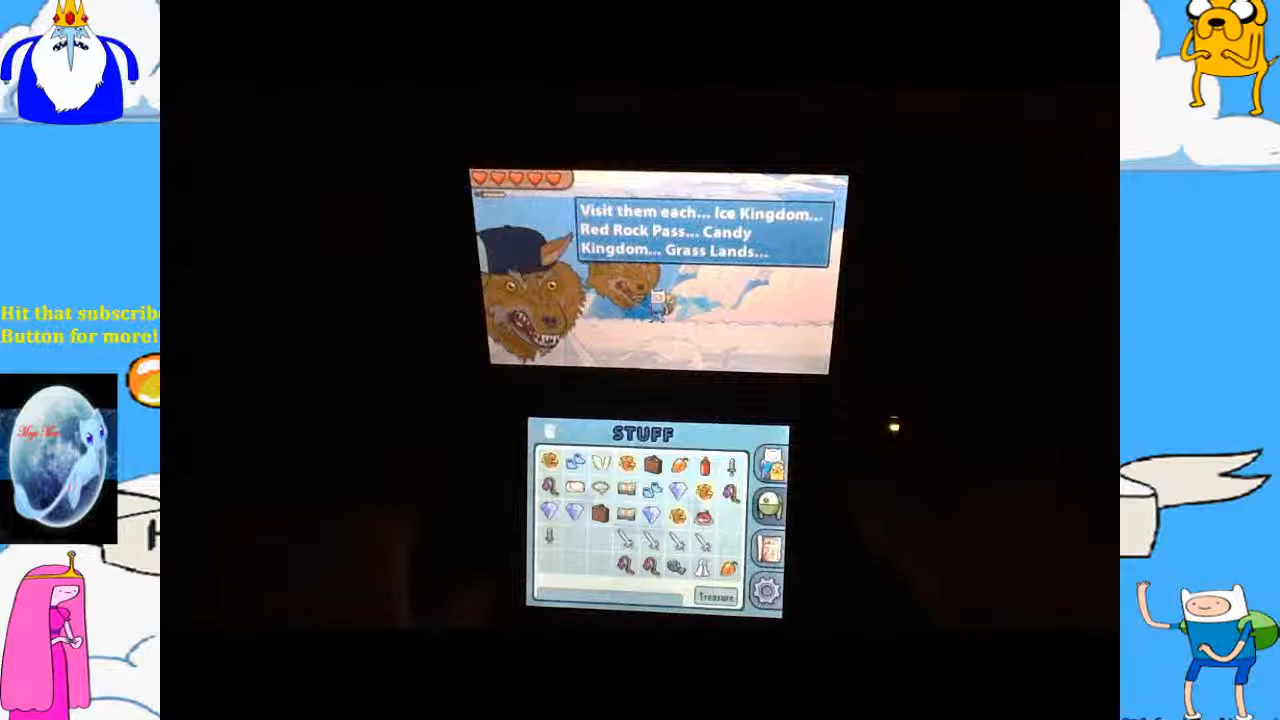 Visit them each... Ice Kingdom...
Red Rock Pass... Candy
Kingdom... Grass Lands...
Hit that subscribe
Button for more!
STUFF
Treasure